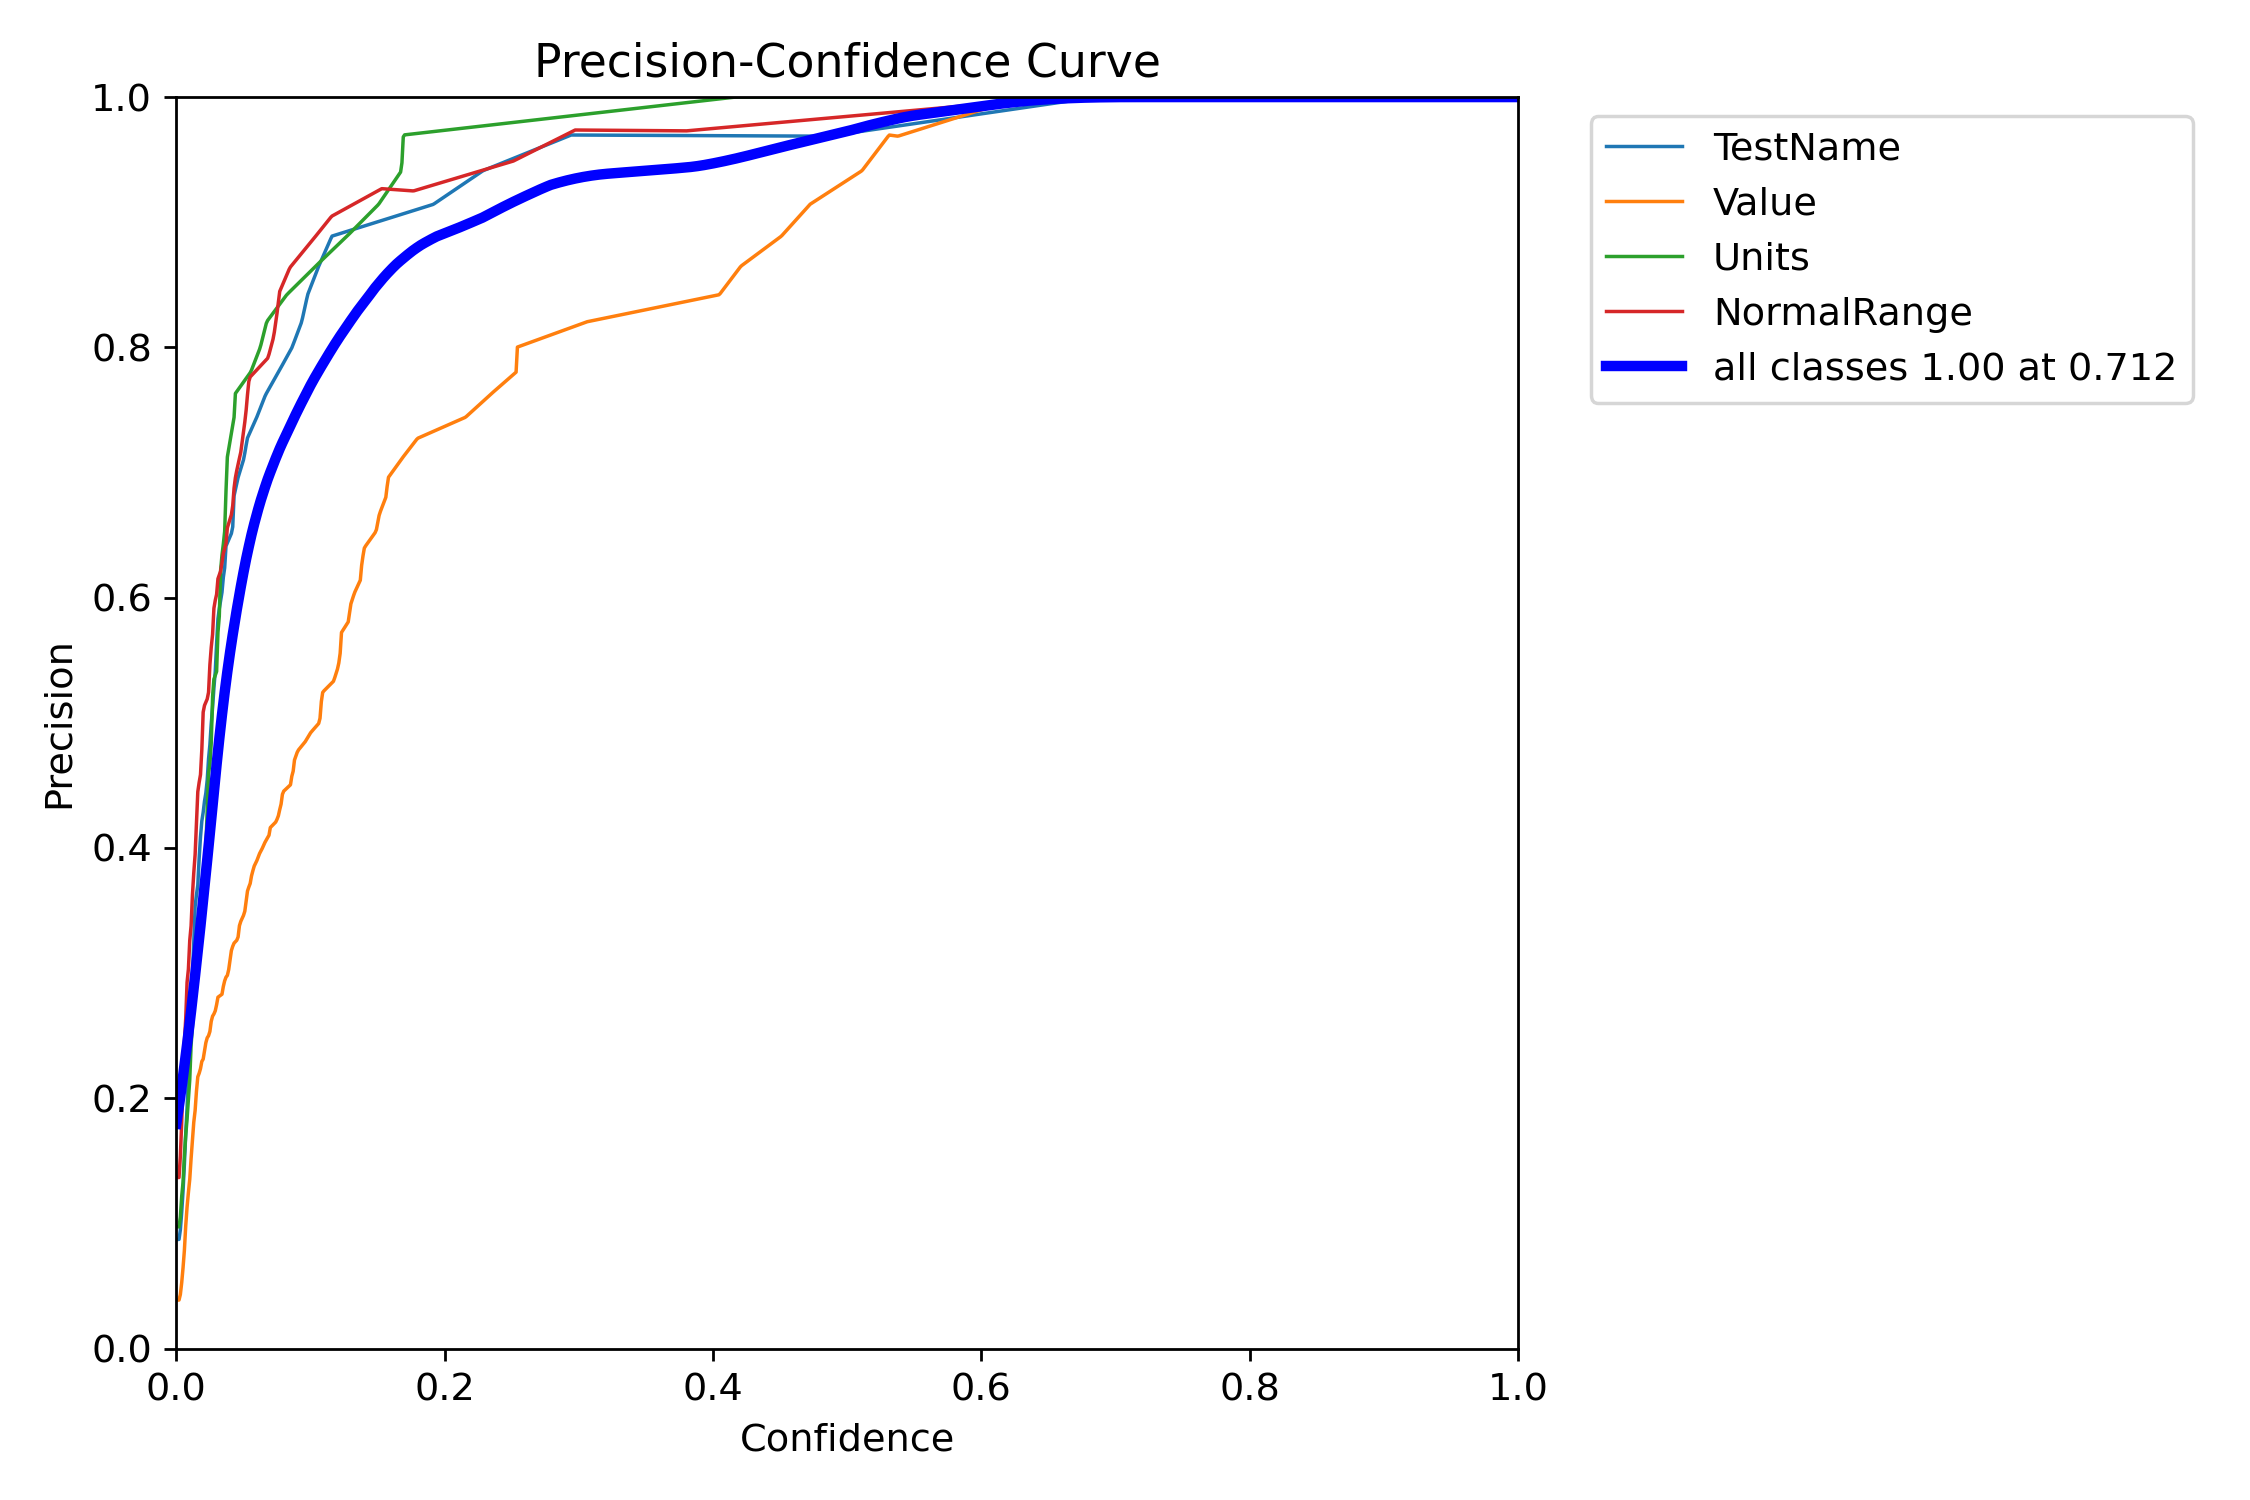 Precision-Confidence Curve
1.0
0.8
0.6
0.4
0.2
0.0
Precision
0.0 0.2 0.4 0.6 0.8 1.0
Confidence
TestName
Value
Units
NormalRange
all classes 1.00 at 0.712